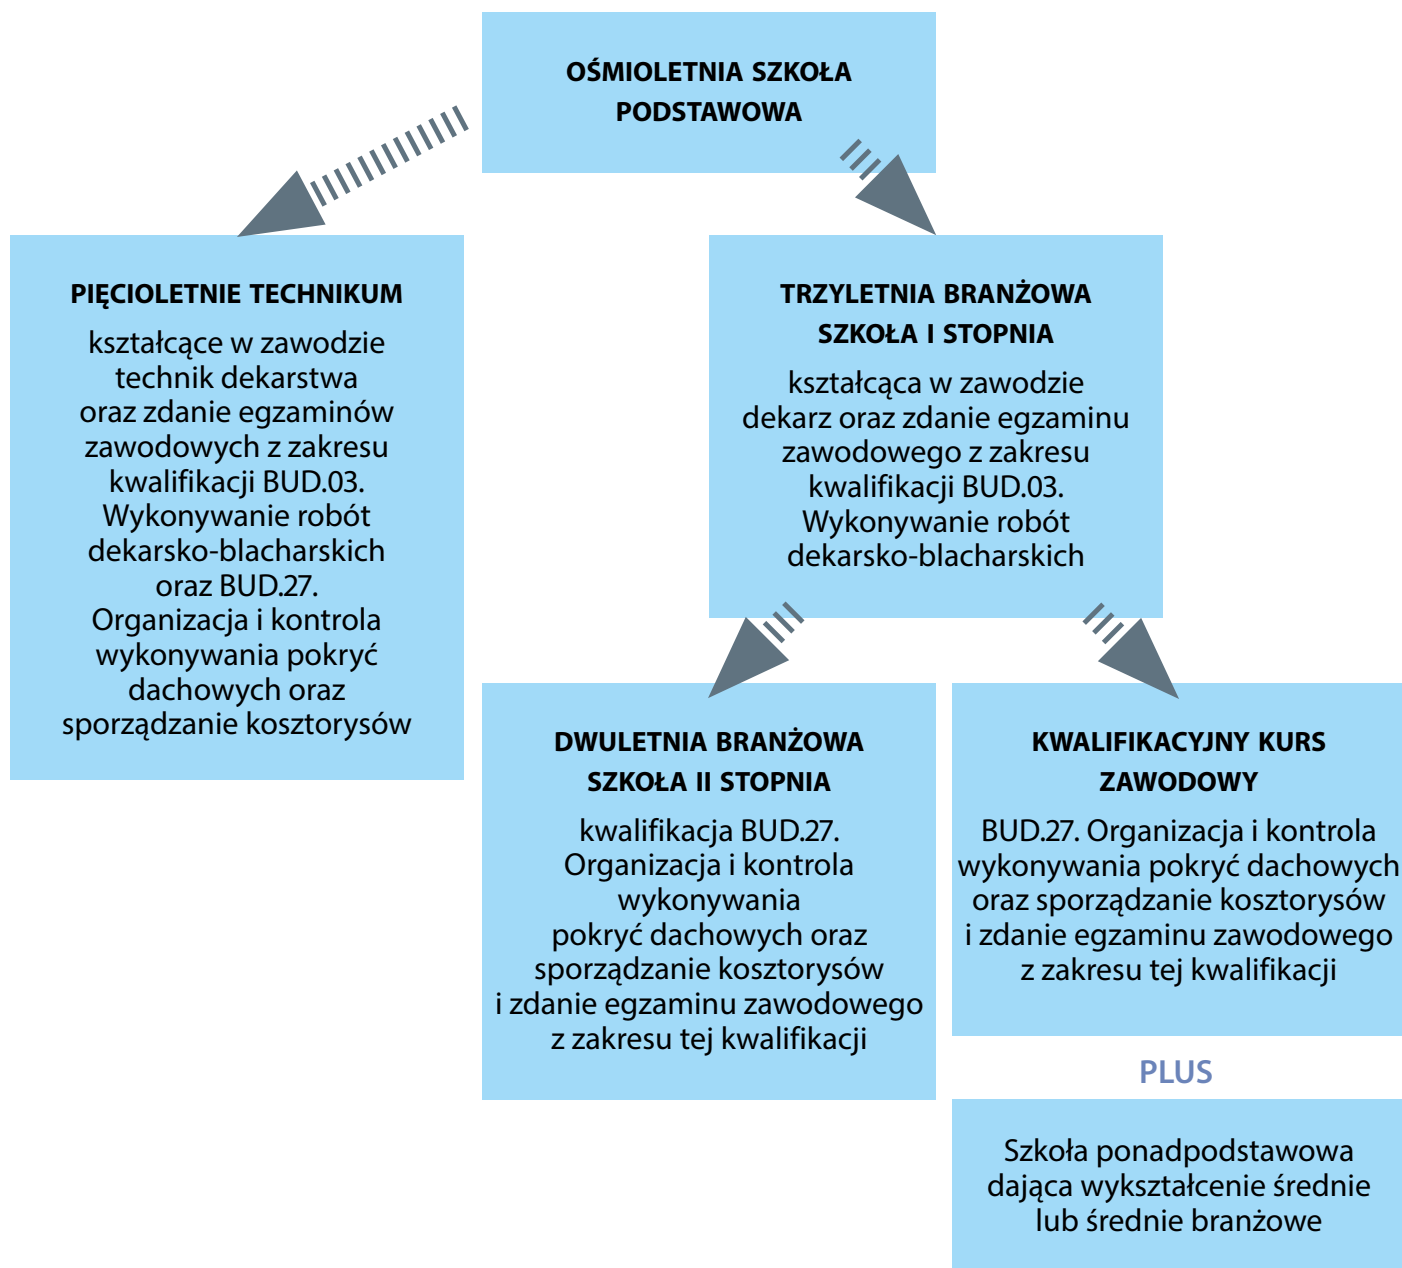 OŚMIOLETNIA SZKOŁA
PODSTAWOWA
PIĘCIOLETNIE TECHNIKUM
kształcące w zawodzie
technik dekarstwa
oraz zdanie egzaminów
zawodowych z zakresu
kwalifikacji BUD.03.
Wykonywanie robót
dekarsko-blacharskich
oraz BUD.27.
Organizacja i kontrola
wykonywania pokryć
dachowych oraz
sporządzanie kosztorysów
TRZYLETNIA BRANŻOWA
SZKOŁA I STOPNIA
kształcąca w zawodzie
dekarz oraz zdanie egzaminu
zawodowego z zakresu
kwalifikacji BUD.03.
Wykonywanie robót
dekarsko-blacharskich
DWULETNIA BRANŻOWA
SZKOŁA II STOPNIA
kwalifikacja BUD.27.
Organizacja i kontrola
wykonywania
pokryć dachowych oraz
sporządzanie kosztorysów
i zdanie egzaminu zawodowego
z zakresu tej kwalifikacji
KWALIFIKACYJNY KURS
ZAWODOWY
BUD.27. Organizacja i kontrola
wykonywania pokryć dachowych
oraz sporządzanie kosztorysów
i zdanie egzaminu zawodowego
z zakresu tej kwalifikacji
PLUS
Szkoła ponadpodstawowa
dająca wykształcenie średnie
lub średnie branżowe